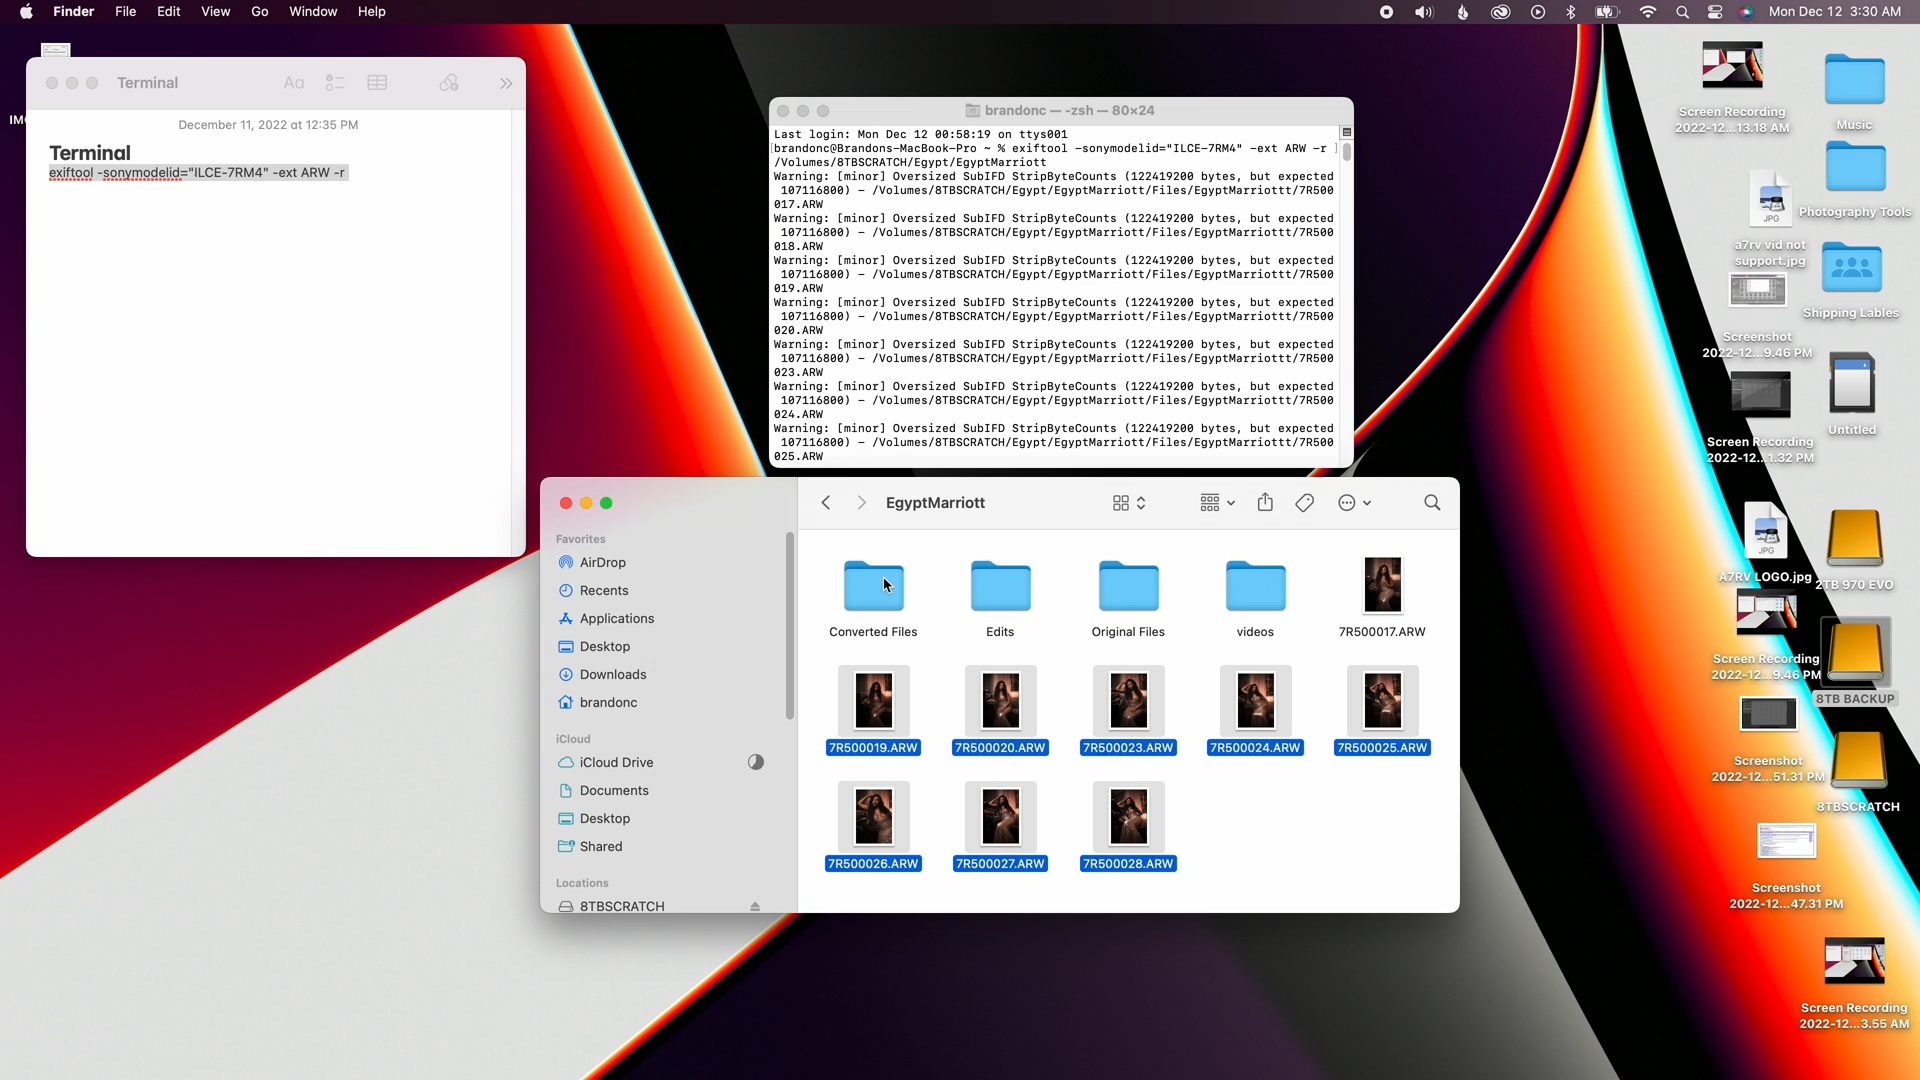 Finder File Edit View Go Window Help
Mon Dec 12 3:30 AM
Terminal
Aa
December 11, 2022 at 12:35 PM
Terminal
exiftool -sonymodelid="ILCE-7RM4" -ext ARW -r
brandonc — -zsh — 80×24
Last login: Mon Dec 12 00:58:19 on ttys001
[brandonc@Brandons-MacBook-Pro ~ % exiftool -sonymodelid="ILCE-7RM4" -ext ARW -r ]
/Volumes/8TBSCRATCH/Egypt/EgyptMarriott
Warning: [minor] Oversized SubIFD StripByteCounts (122419200 bytes, but expected
107116800) - /Volumes/8TBSCRATCH/Egypt/EgyptMarriott/Files/EgyptMarriottt/7R500
017.ARW
Warning: [minor] Oversized SubIFD StripByteCounts (122419200 bytes, but expected
107116800) - /Volumes/8TBSCRATCH/Egypt/EgyptMarriott/Files/EgyptMarriottt/7R500
018.ARW
Warning: [minor] Oversized SubIFD StripByteCounts (122419200 bytes, but expected
107116800) - /Volumes/8TBSCRATCH/Egypt/EgyptMarriott/Files/EgyptMarriottt/7R500
019.ARW
Warning: [minor] Oversized SubIFD StripByteCounts (122419200 bytes, but expected
107116800) - /Volumes/8TBSCRATCH/Egypt/EgyptMarriott/Files/EgyptMarriottt/7R500
020.ARW
Warning: [minor] Oversized SubIFD StripByteCounts (122419200 bytes, but expected
107116800) - /Volumes/8TBSCRATCH/Egypt/EgyptMarriott/Files/EgyptMarriottt/7R500
023.ARW
Warning: [minor] Oversized SubIFD StripByteCounts (122419200 bytes, but expected
107116800) - /Volumes/8TBSCRATCH/Egypt/EgyptMarriott/Files/EgyptMarriottt/7R500
024.ARW
Warning: [minor] Oversized SubIFD StripByteCounts (122419200 bytes, but expected
107116800) - /Volumes/8TBSCRATCH/Egypt/EgyptMarriott/Files/EgyptMarriottt/7R500
025.ARW
EgyptMarriott
Favorites
AirDrop
Recents
Applications
Desktop
Downloads
brandonc
iCloud
iCloud Drive
Documents
Desktop
Shared
Locations
8TBSCRATCH
Converted Files
Edits
Original Files
videos
7R500017.ARW
7R500019.ARW
7R500020.ARW
7R500023.ARW
7R500024.ARW
7R500025.ARW
7R500026.ARW
7R500027.ARW
7R500028.ARW
Screen Recording
2022-12...13.18 AM
Music
Photography Tools
JPG
a7rv vid not
support.jpg
Shipping Lables
Screenshot
2022-12...9.46 PM
Untitled
Screen Recording
2022-12...1.32 PM
JPG
A7RV LOGO.jpg
2TB 970 EVO
Screen Recording
2022-12...9.46 PM
8TB BACKUP
Screenshot
2022-12...51.31 PM
8TBSCRATCH
Screenshot
2022-12...47.31 PM
Screen Recording
2022-12...3.55 AM